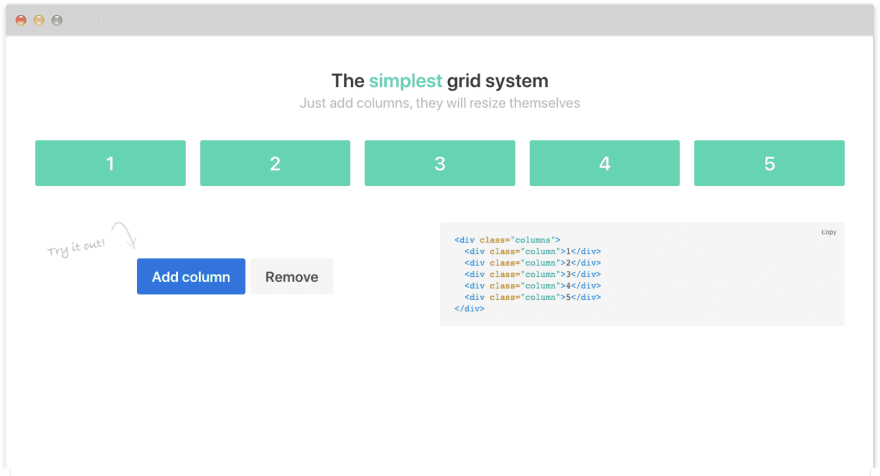 The simplest grid system
Just add columns, they will resize themselves
1 2 3 4 5
Try it out!
Add column Remove
Copy
<div class="columns">
  <div class="column">1</div>
  <div class="column">2</div>
  <div class="column">3</div>
  <div class="column">4</div>
  <div class="column">5</div>
</div>